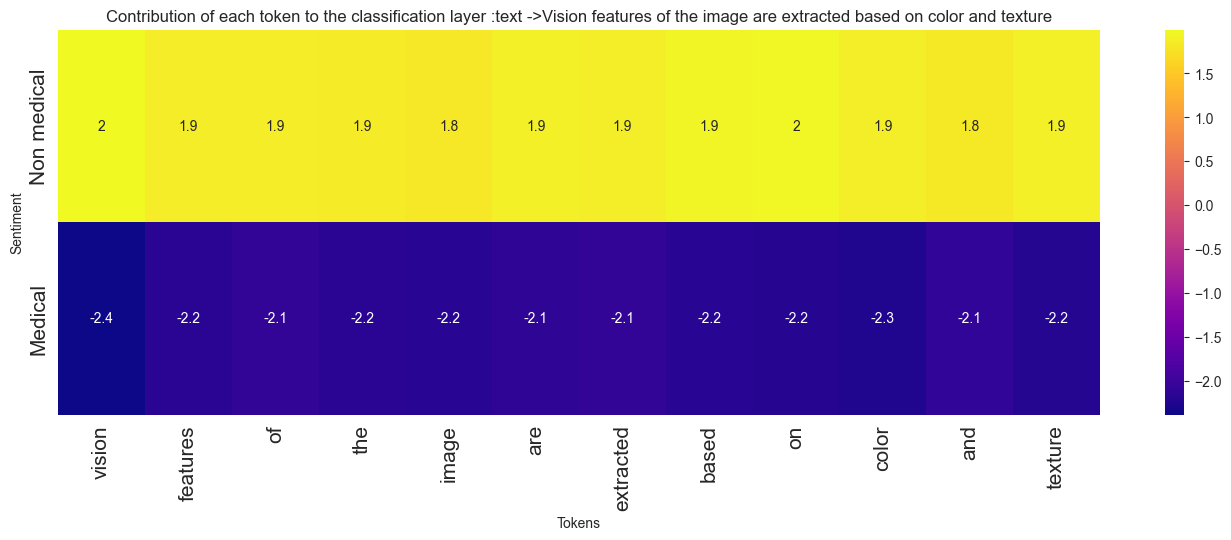 Contribution of each token to the classification layer :text ->Vision features of the image are extracted based on color and texture
Non medical
Sentiment
Medical
2 1.9 1.9 1.9 1.8 1.9 1.9 1.9 2 1.9 1.8 1.9
-2.4 -2.2 -2.1 -2.2 -2.2 -2.1 -2.1 -2.2 -2.2 -2.3 -2.1 -2.2
vision features of the image are extracted based on color and texture
Tokens
1.5
1.0
0.5
0.0
−0.5
−1.0
−1.5
−2.0